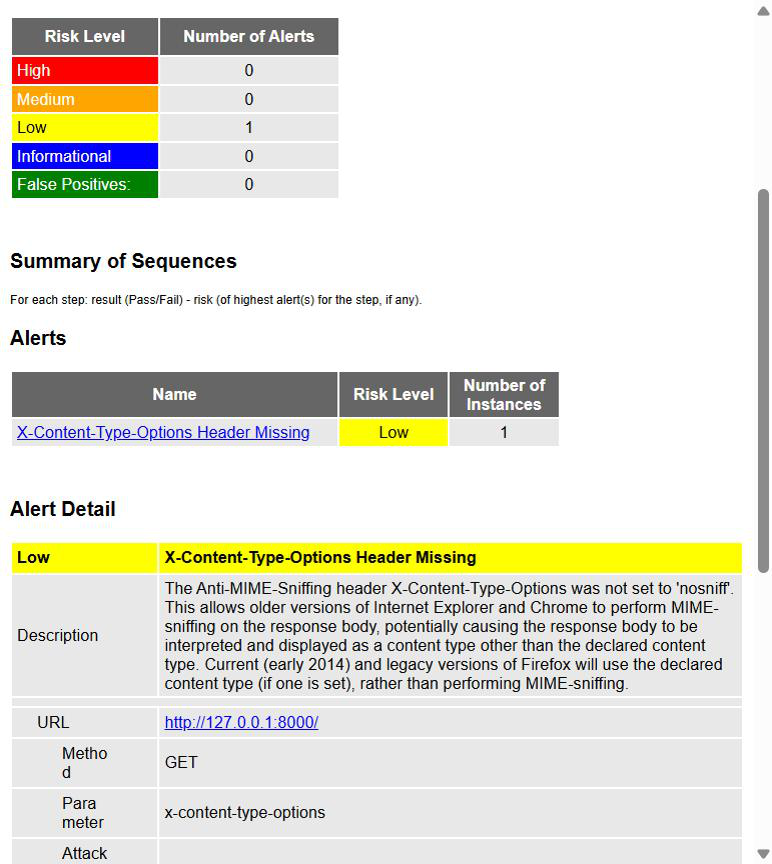 Risk Level Number of Alerts
High 0
Medium 0
Low 1
Informational 0
False Positives: 0
Summary of Sequences
For each step: result (Pass/Fail) - risk (of highest alert(s) for the step, if any).
Alerts
Name Risk Level Number of
Instances
X-Content-Type-Options Header Missing Low 1
Alert Detail
Low X-Content-Type-Options Header Missing
Description
The Anti-MIME-Sniffing header X-Content-Type-Options was not set to 'nosniff'.
This allows older versions of Internet Explorer and Chrome to perform MIME-
sniffing on the response body, potentially causing the response body to be
interpreted and displayed as a content type other than the declared content
type. Current (early 2014) and legacy versions of Firefox will use the declared
content type (if one is set), rather than performing MIME-sniffing.
URL http://127.0.0.1:8000/
Metho
d
GET
Para
meter
x-content-type-options
Attack